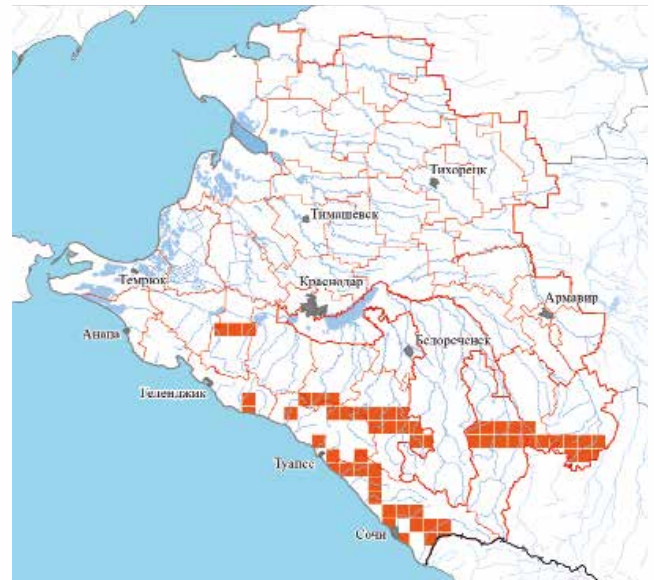 Тихорецк
Тимашевск
Темрюк
Краснодар
Армавир
Анапа
Белореченск
Геленджик
Туапсе
Сочи